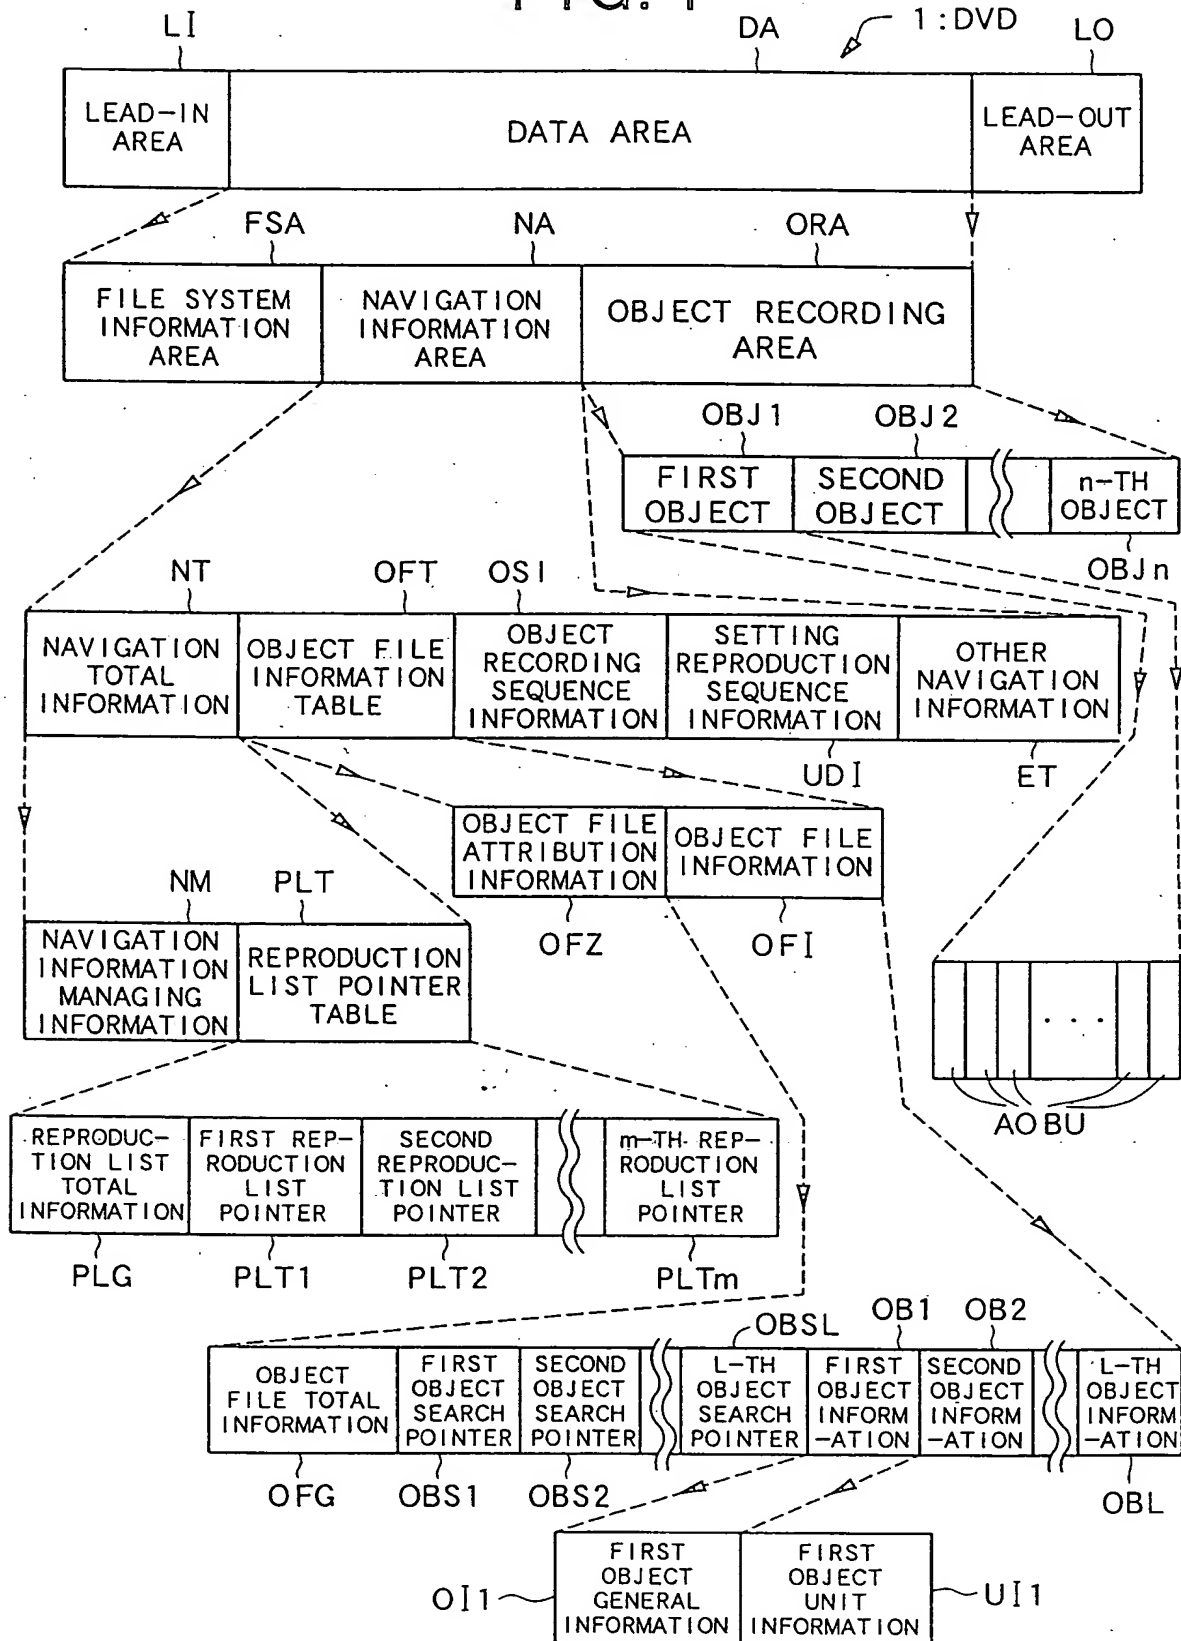 FIG. 1
LI
DA
1:DVD
LO
LEAD-IN
AREA
DATA AREA
LEAD-OUT
AREA
FSA
NA
ORA
FILE SYSTEM
INFORMATION
AREA
NAVIGATION
INFORMATION
AREA
OBJECT RECORDING
AREA
OBJ1
OBJ2
FIRST
OBJECT
SECOND
OBJECT
n-TH
OBJECT
OBJn
NT
OFT
OSI
NAVIGATION
TOTAL
INFORMATION
OBJECT FILE
INFORMATION
TABLE
OBJECT
RECORDING
SEQUENCE
INFORMATION
SETTING
REPRODUCTION
SEQUENCE
INFORMATION
OTHER
NAVIGATION
INFORMATION
UDI
ET
OBJECT FILE
ATTRIBUTION
INFORMATION
OBJECT FILE
INFORMATION
OFZ
OFI
NM
PLT
NAVIGATION
INFORMATION
MANAGING
INFORMATION
REPRODUCTION
LIST POINTER
TABLE
...
AOBU
REPRODUC-
TION LIST
TOTAL
INFORMATION
FIRST REP-
RODUCTION
LIST
POINTER
SECOND
REPRODUC-
TION LIST
POINTER
m-TH REP-
RODUCTION
LIST
POINTER
PLG
PLT1
PLT2
PLTm
OBSL
OB1
OB2
OBJECT
FILE TOTAL
INFORMATION
FIRST
OBJECT
SEARCH
POINTER
SECOND
OBJECT
SEARCH
POINTER
L-TH
OBJECT
SEARCH
POINTER
FIRST
OBJECT
INFORM
-ATION
SECOND
OBJECT
INFORM
-ATION
L-TH
OBJECT
INFORM
-ATION
OFG
OBS1
OBS2
OBL
OI1
FIRST
OBJECT
GENERAL
INFORMATION
FIRST
OBJECT
UNIT
INFORMATION
UI1